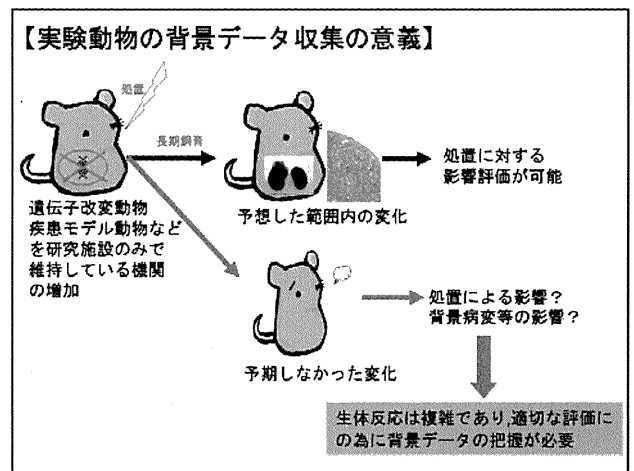 【実験動物の背景データ収集の意義】
処置
長期飼育
処置に対する
影響評価が可能
予想した範囲内の変化
遺伝子改変動物
疾患モデル動物など
を研究施設のみで
維持している機関
の増加
処置による影響？
背景病変等の影響？
予期しなかった変化
生体反応は複雑であり,適切な評価に
の為に背景データの把握が必要